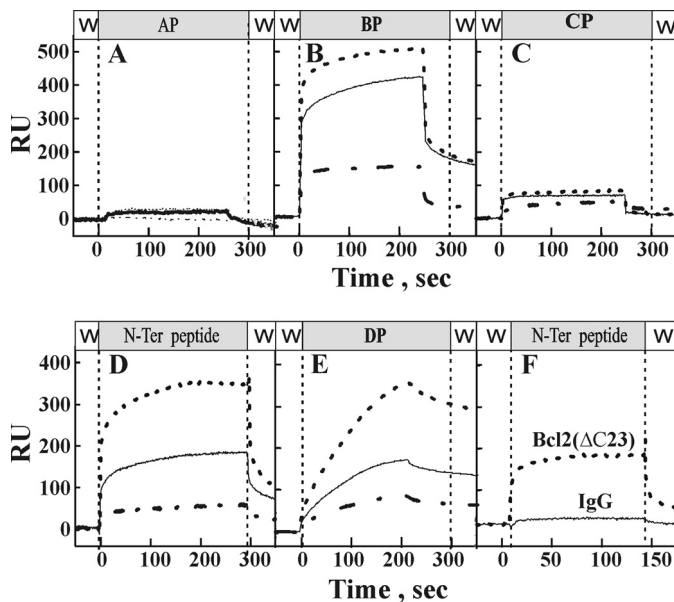 W AP W W BP W W CP W
A B C
RU
500
400
300
200
100
0
0 100 200 300 0 100 200 300 0 100 200 300
Time , sec
W N-Ter peptide W W DP W W N-Ter peptide W
D E F
RU
400
300
200
100
0
Bcl2(ΔC23)
IgG
0 100 200 300 0 100 200 300 0 50 100 150
Time , sec Time , sec